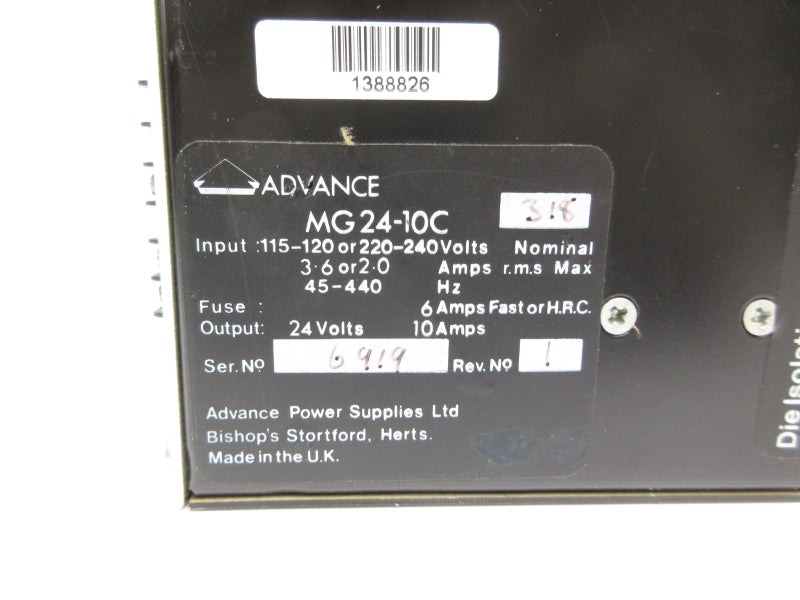 1388826
ADVANCE
MG24-10C 318
Input : 115-120 or 220-240 Volts Nominal
3·6 or 2·0 Amps r.m.s Max
45-440 Hz
Fuse : 6 Amps Fast or H.R.C.
Output: 24 Volts 10 Amps
Ser. Nº 6919 Rev. Nº 1
Advance Power Supplies Ltd
Bishop's Stortford, Herts.
Made in the U.K.
Die